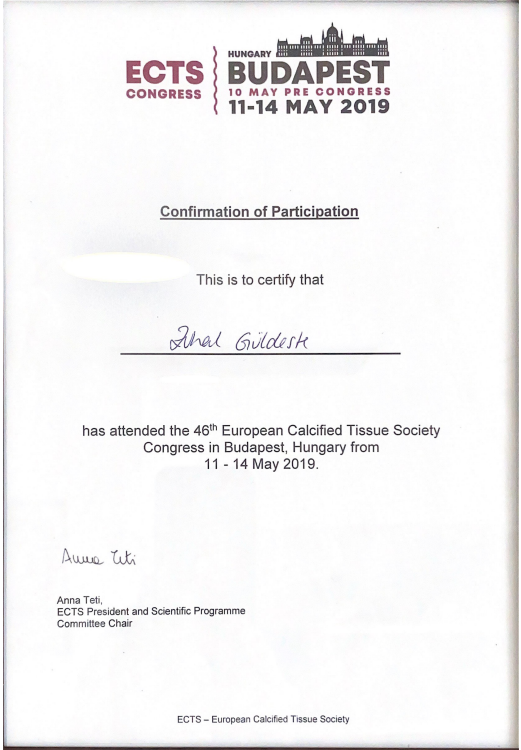 ECTS
CONGRESS
HUNGARY
BUDAPEST
10 MAY PRE CONGRESS
11-14 MAY 2019
Confirmation of Participation
This is to certify that
Güldeste
has attended the 46th European Calcified Tissue Society
Congress in Budapest, Hungary from
11 - 14 May 2019.
Anna Teti
Anna Teti,
ECTS President and Scientific Programme
Committee Chair
ECTS – European Calcified Tissue Society